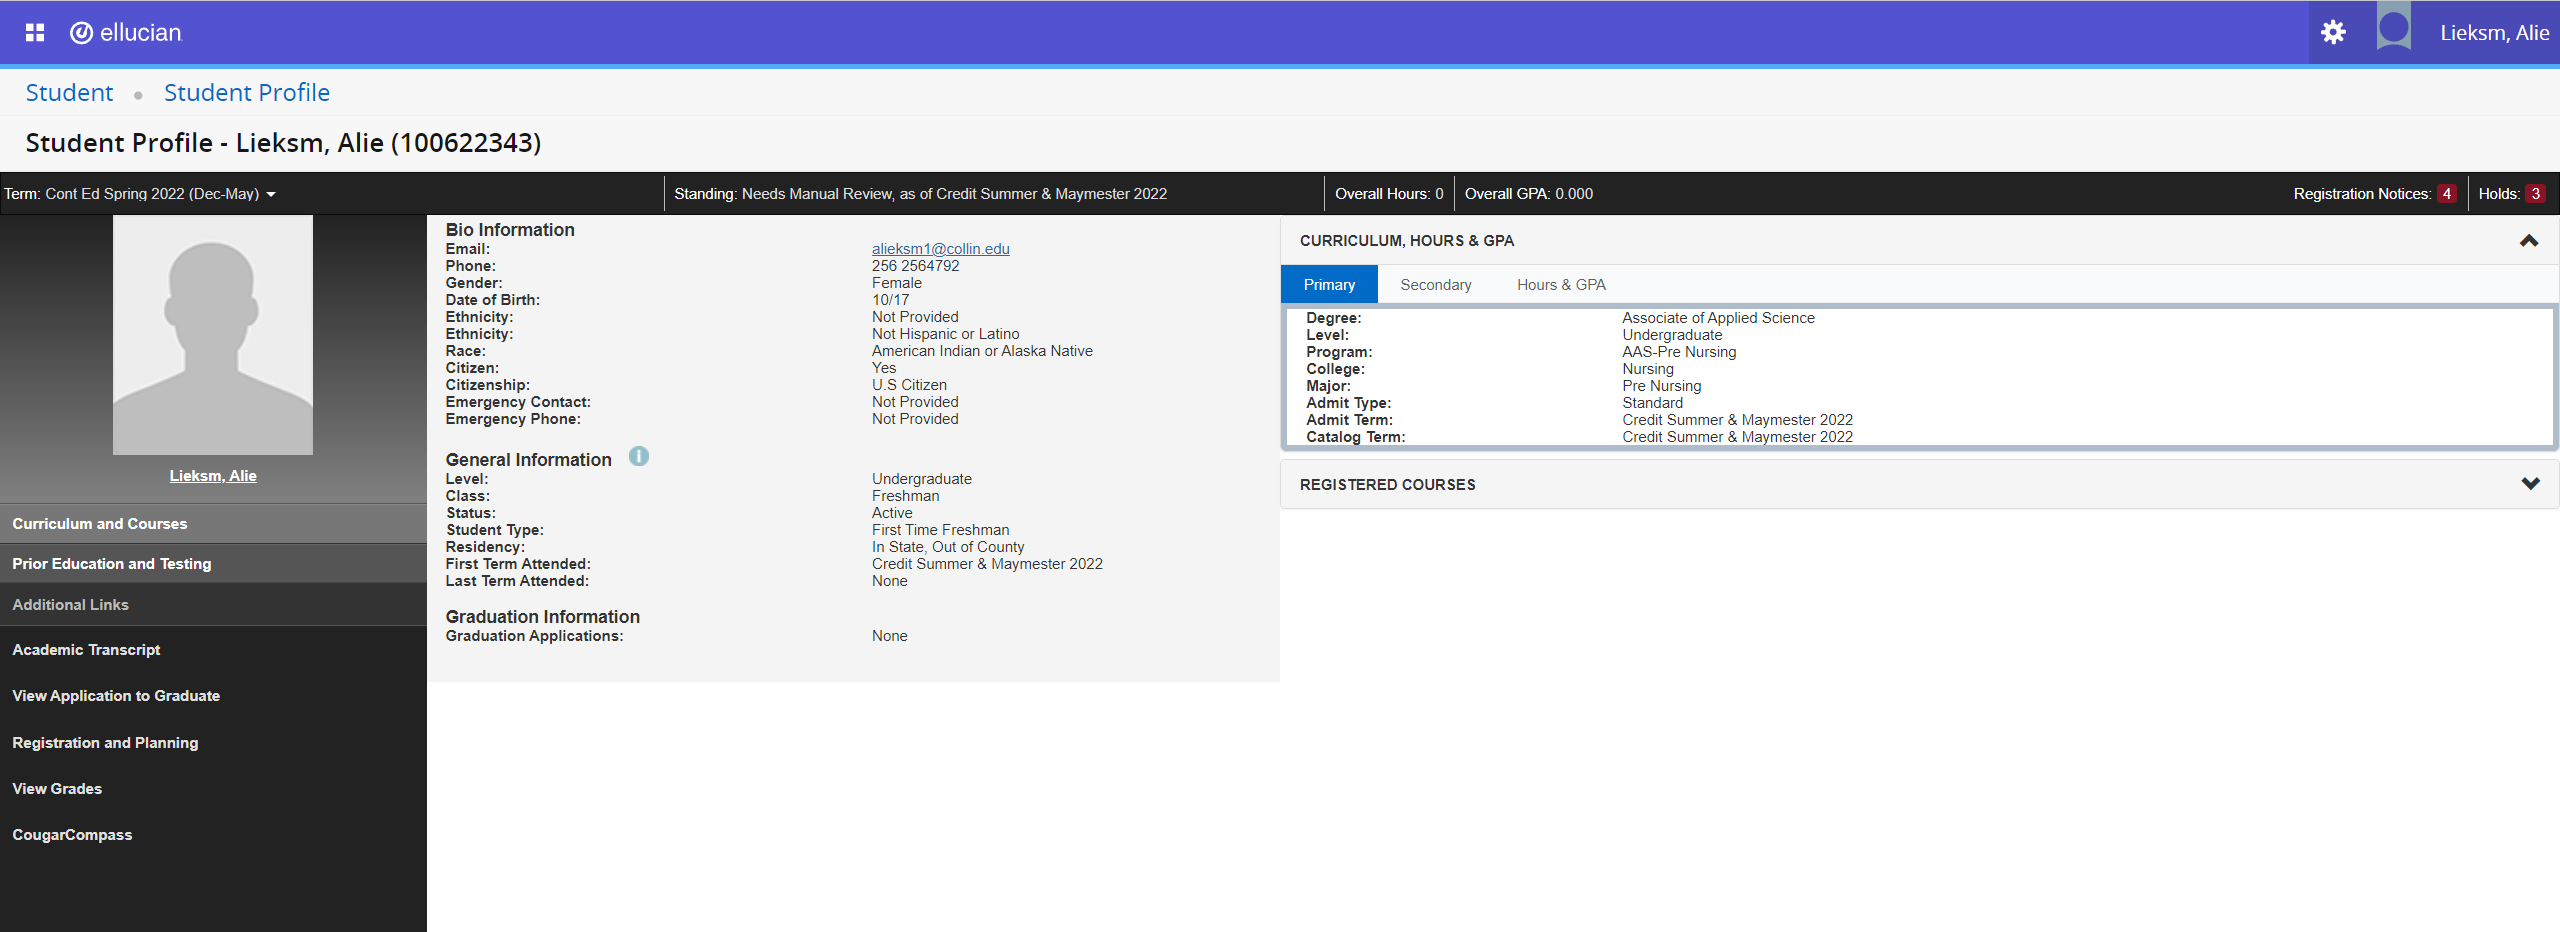 ellucian
Lieksm, Alie
Student • Student Profile
Student Profile - Lieksm, Alie (100622343)
Term: Cont Ed Spring 2022 (Dec-May)
Standing: Needs Manual Review, as of Credit Summer & Maymester 2022
Overall Hours: 0
Overall GPA: 0.000
Registration Notices: 4
Holds: 3
Lieksm, Alie
Curriculum and Courses
Prior Education and Testing
Additional Links
Academic Transcript
View Application to Graduate
Registration and Planning
View Grades
CougarCompass
Bio Information
Email: alieksm1@collin.edu
Phone: 256 2564792
Gender: Female
Date of Birth: 10/17
Ethnicity: Not Provided
Ethnicity: Not Hispanic or Latino
Race: American Indian or Alaska Native
Citizen: Yes
Citizenship: U.S Citizen
Emergency Contact: Not Provided
Emergency Phone: Not Provided
General Information
Level: Undergraduate
Class: Freshman
Status: Active
Student Type: First Time Freshman
Residency: In State, Out of County
First Term Attended: Credit Summer & Maymester 2022
Last Term Attended: None
Graduation Information
Graduation Applications: None
CURRICULUM, HOURS & GPA
Primary Secondary Hours & GPA
Degree: Associate of Applied Science
Level: Undergraduate
Program: AAS-Pre Nursing
College: Nursing
Major: Pre Nursing
Admit Type: Standard
Admit Term: Credit Summer & Maymester 2022
Catalog Term: Credit Summer & Maymester 2022
REGISTERED COURSES